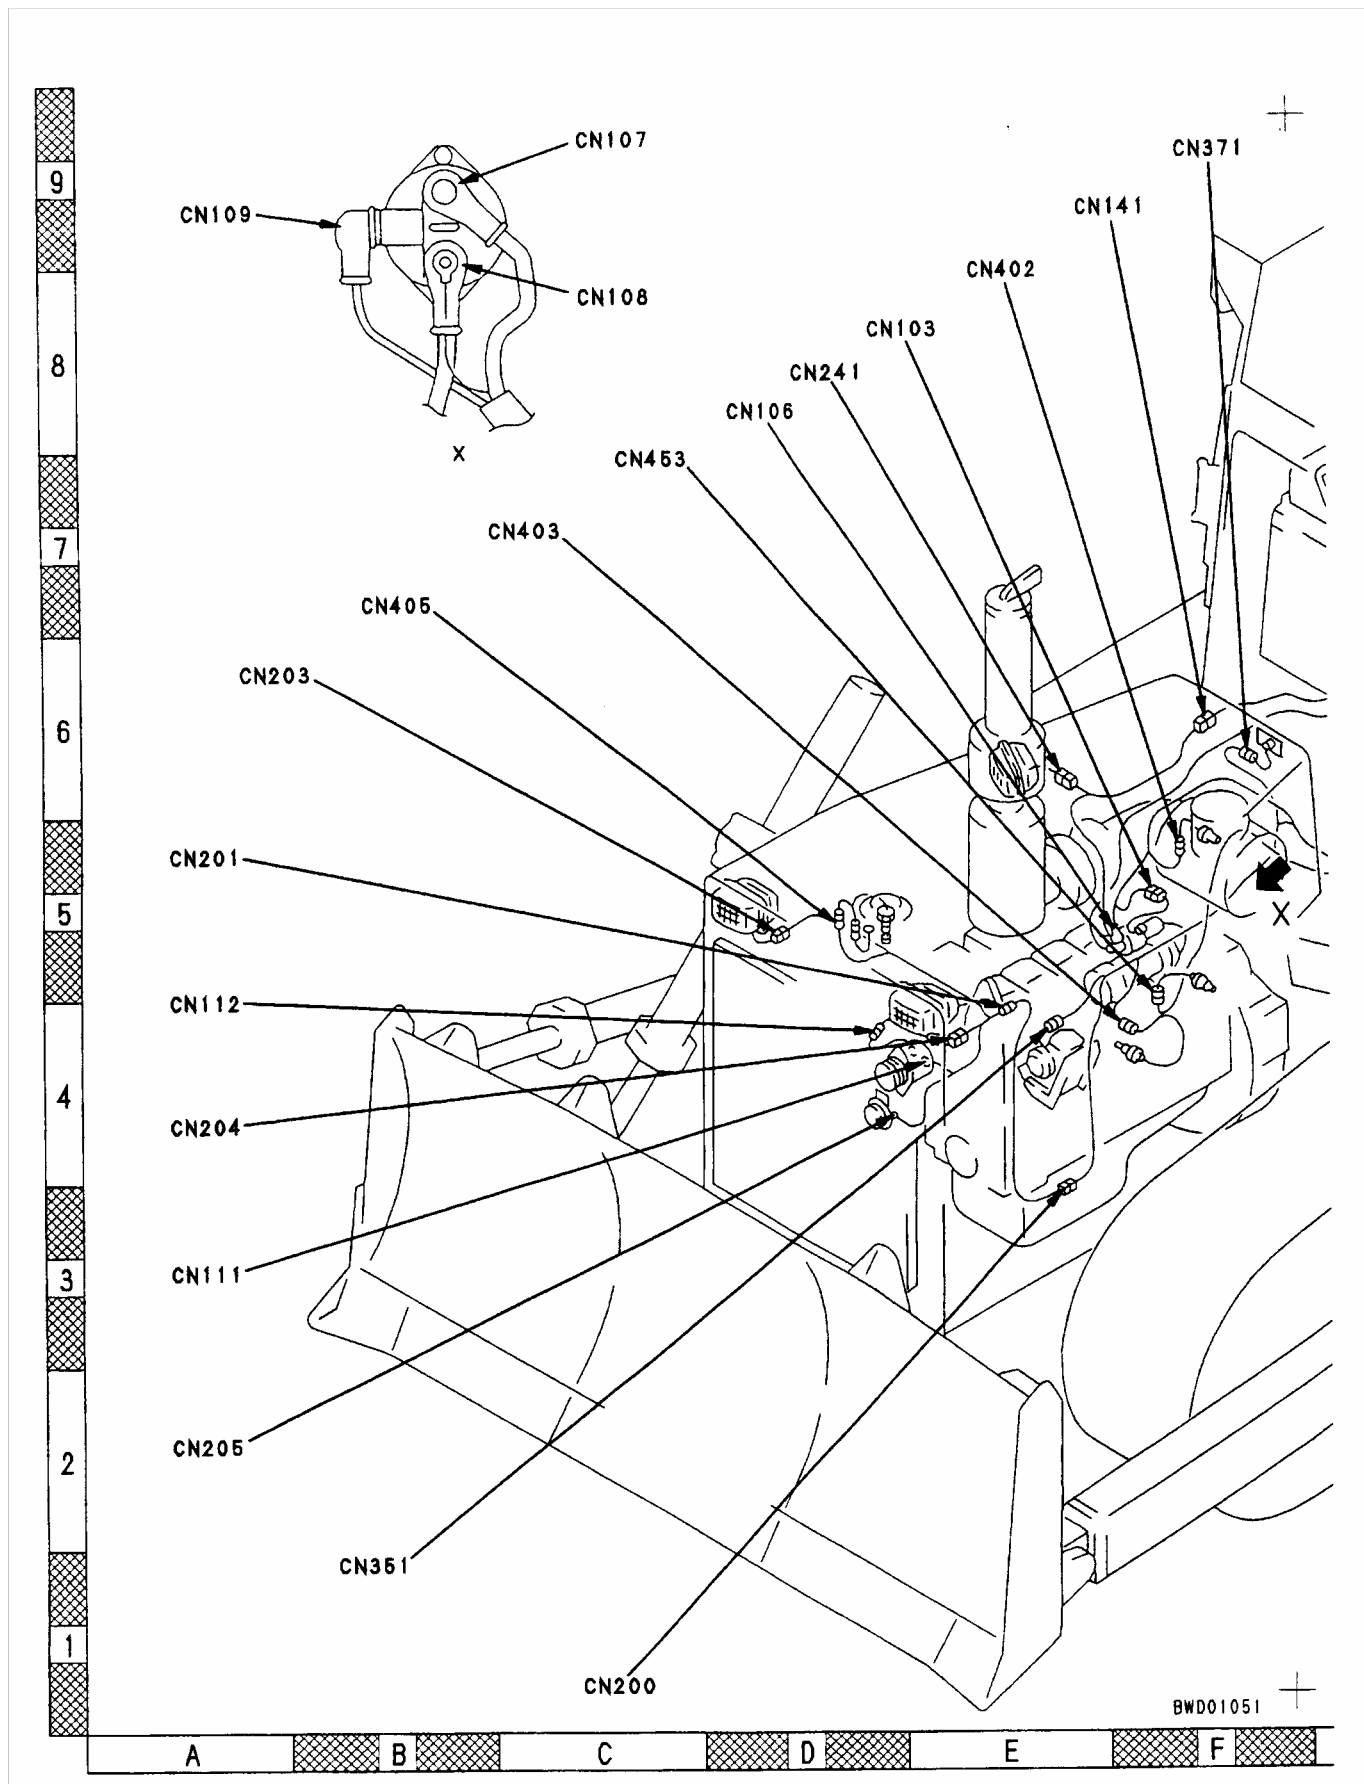 CN107
CN371
9
CN141
CN109
CN402
CN108
CN103
8
CN241
CN106
X
CN453
CN403
7
CN405
CN203
6
CN201
5
X
CN112
4
CN204
CN111
3
CN205
2
CN351
1
CN200
BWD01051
A B C D E F